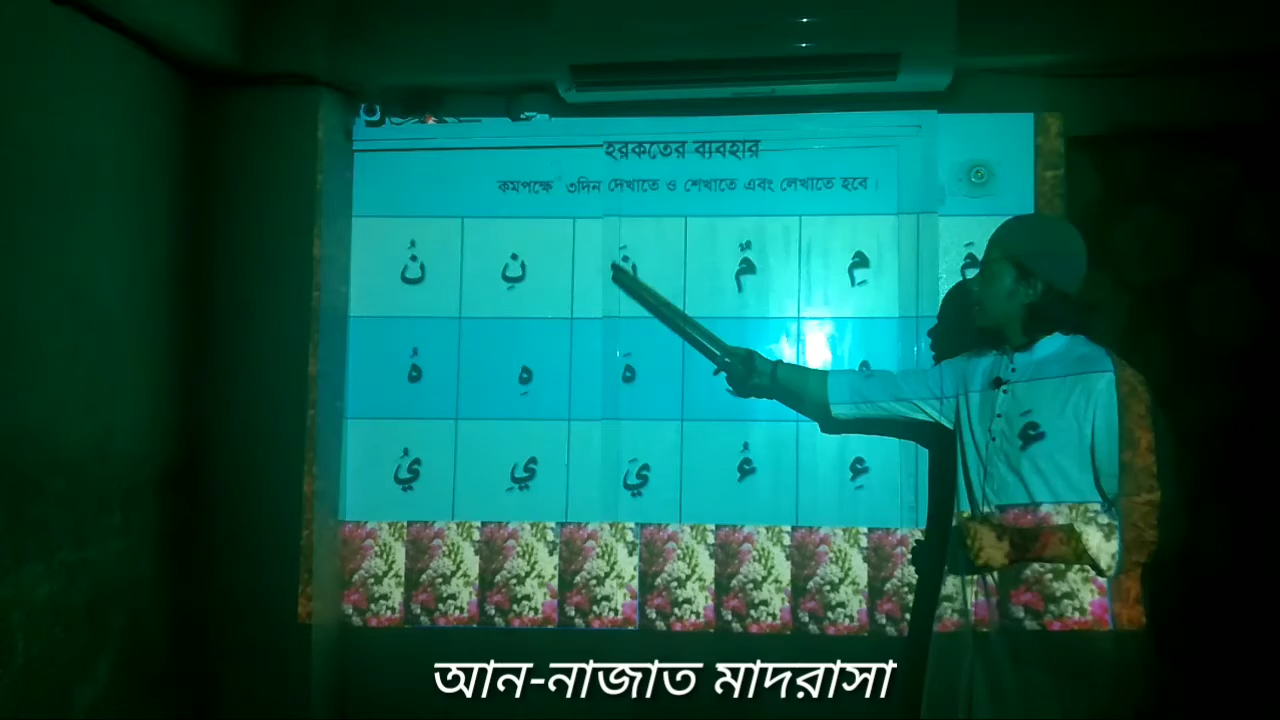 হরকতের ব্যবহার
কমপক্ষে ৩দিন দেখাতে ও শেখাতে এবং লেখাতে হবে।
مَ مِ مُ نَ نِ نُ
هَ هِ هُ
ءَ ءِ ءُ يَ يِ يُ
আন-নাজাত মাদরাসা